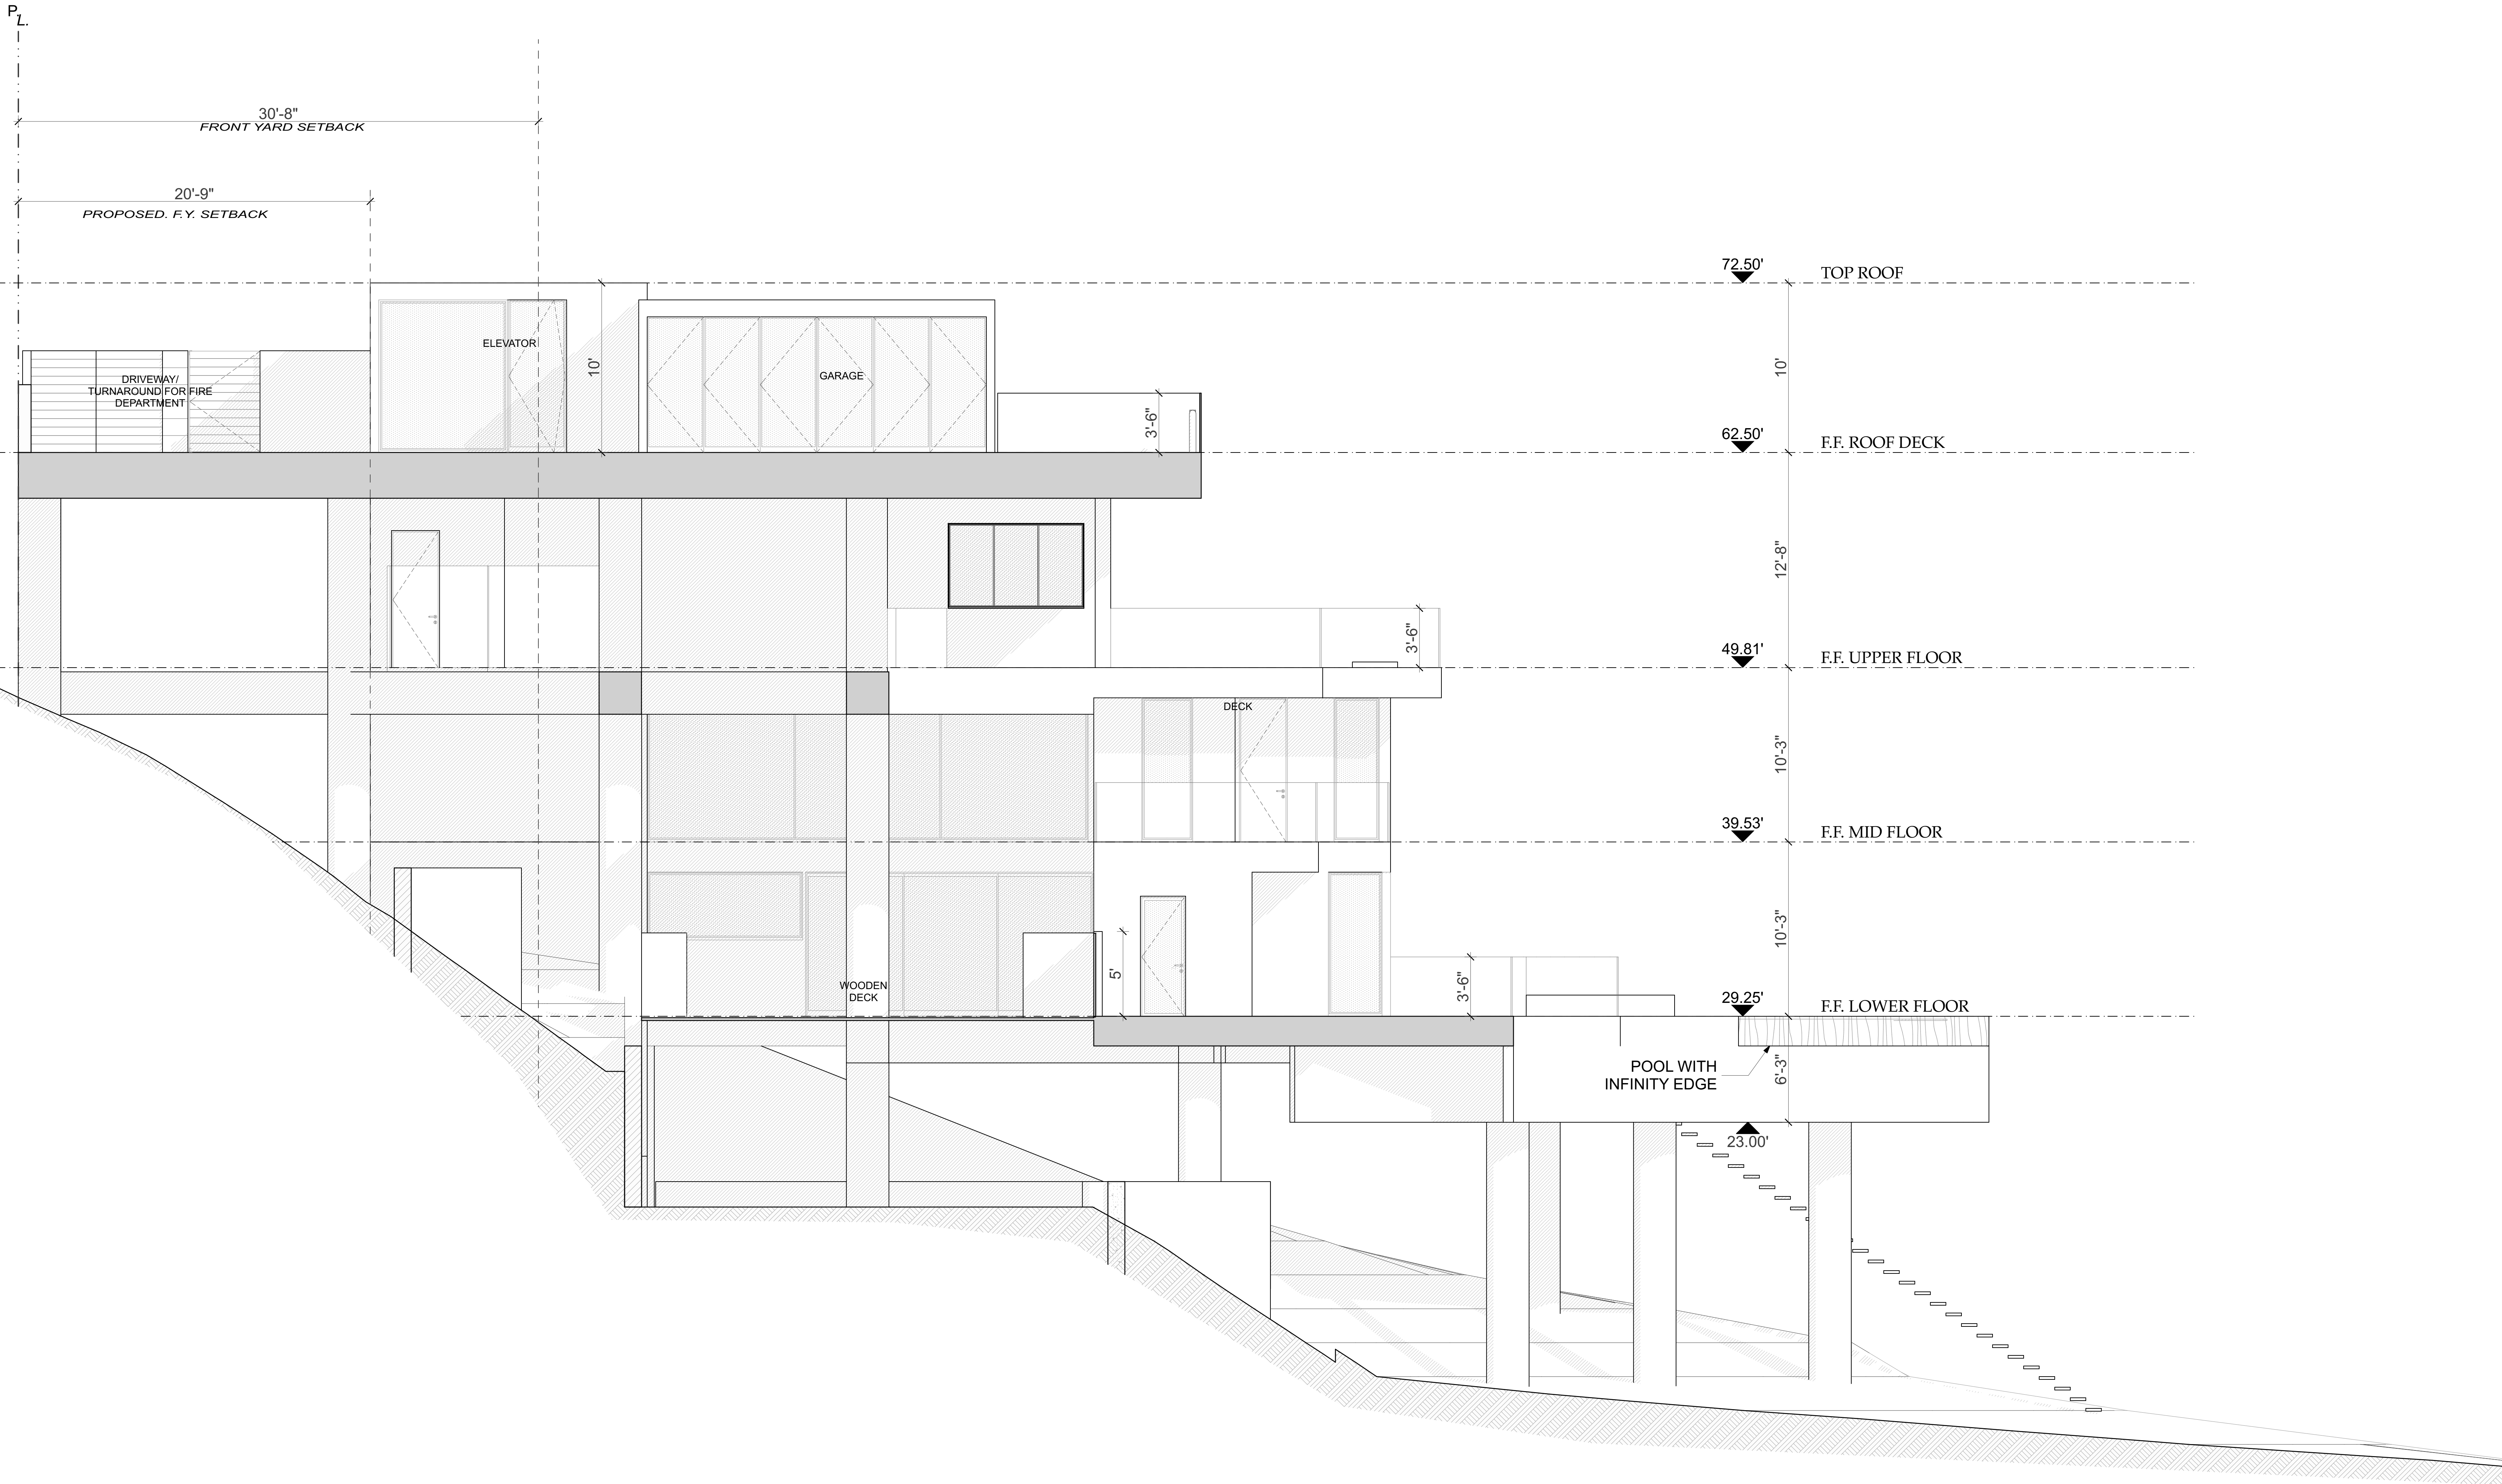 P.
L.
30'-8"
FRONT YARD SETBACK
20'-9"
PROPOSED. F.Y. SETBACK
72.50'
TOP ROOF
ELEVATOR
10'
GARAGE
10'
DRIVEWAY/
TURNAROUND FOR FIRE
DEPARTMENT
3'-6"
62.50'
F.F. ROOF DECK
12'-8"
3'-6"
49.81'
F.F. UPPER FLOOR
DECK
10'-3"
39.53'
F.F. MID FLOOR
10'-3"
5'
3'-6"
WOODEN
DECK
29.25'
F.F. LOWER FLOOR
POOL WITH
INFINITY EDGE
6'-3"
23.00'